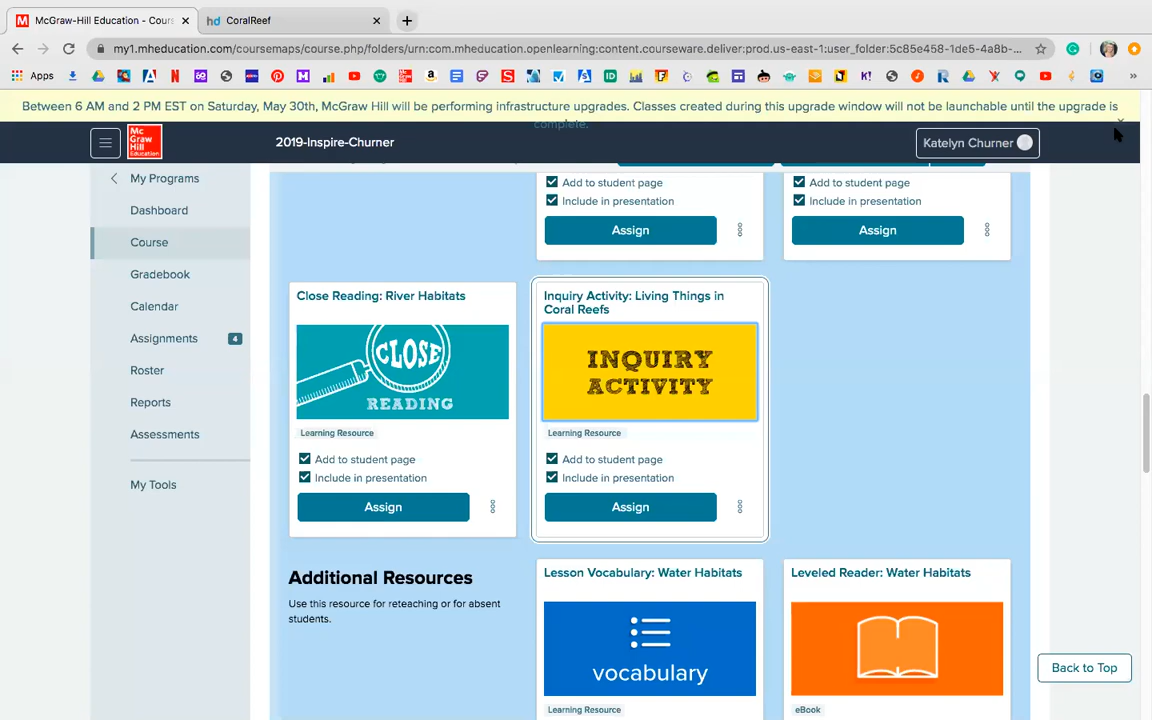 McGraw-Hill Education - Cours
CoralReef
my1.mheducation.com/coursemaps/course.php/folders/urn:com.mheducation.openlearning:content.courseware.deliver:prod.us-east-1:user_folder:5c85e458-1de5-4a8b-...
Apps
Between 6 AM and 2 PM EST on Saturday, May 30th, McGraw Hill will be performing infrastructure upgrades. Classes created during this upgrade window will not be launchable until the upgrade is
complete.
Mc Graw Hill Education
2019-Inspire-Churner
Katelyn Churner
My Programs
Dashboard
Course
Gradebook
Calendar
Assignments 4
Roster
Reports
Assessments
My Tools
Add to student page
Include in presentation
Assign
Add to student page
Include in presentation
Assign
Close Reading: River Habitats
CLOSE
READING
Learning Resource
Add to student page
Include in presentation
Assign
Inquiry Activity: Living Things in
Coral Reefs
INQUIRY
ACTIVITY
Learning Resource
Add to student page
Include in presentation
Assign
Additional Resources
Use this resource for reteaching or for absent
students.
Lesson Vocabulary: Water Habitats
vocabulary
Learning Resource
Leveled Reader: Water Habitats
eBook
Back to Top